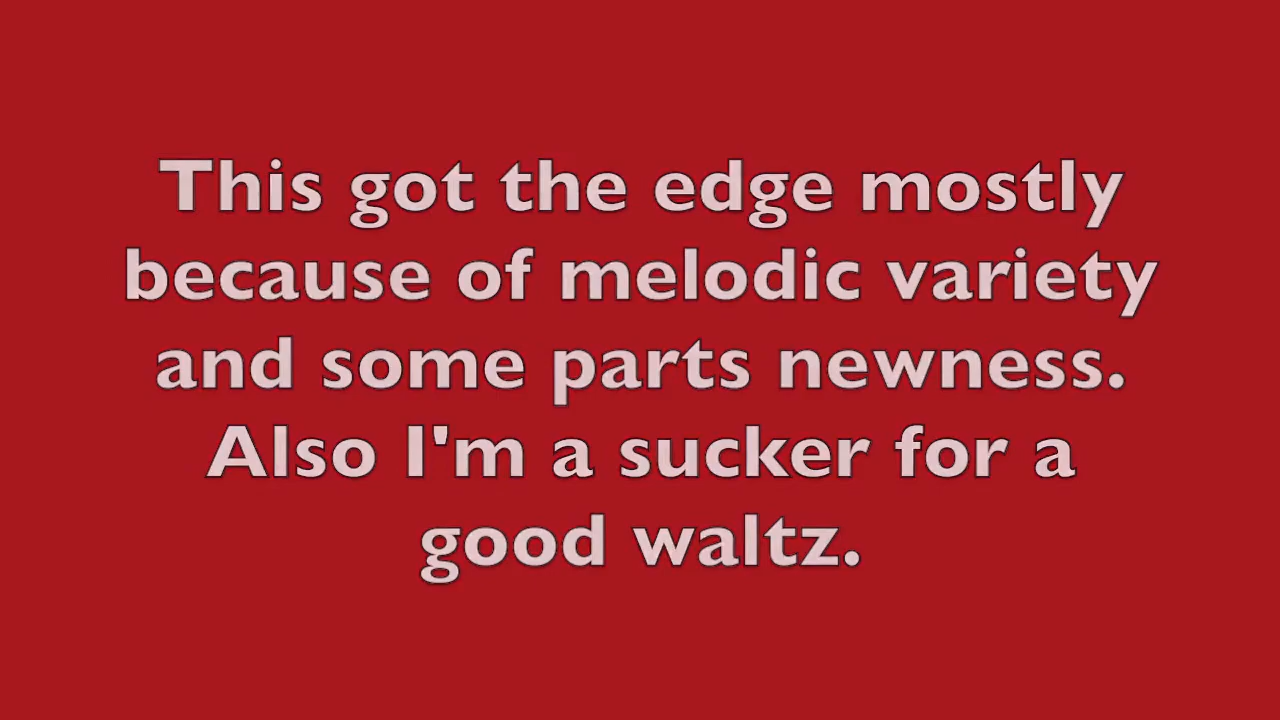 This got the edge mostly
because of melodic variety
and some parts newness.
Also I'm a sucker for a
good waltz.